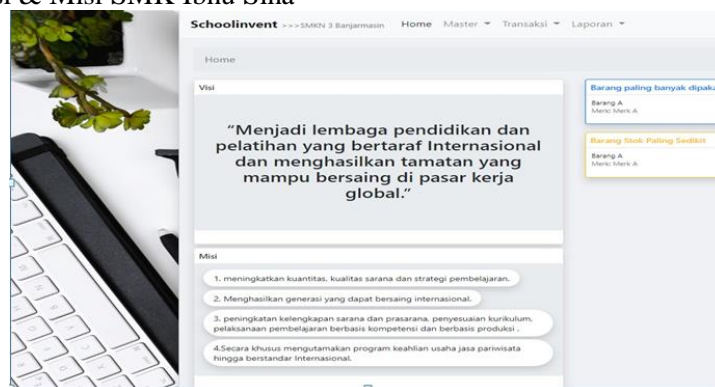 & Misi SMK Ibnu Sina
Schoolinvent >>>SMKN 3 Banjarmasin Home Master Transaksi Laporan
Home
Visi
Barang paling banyak dipaka
Barang A
Merk: Merk A
“Menjadi lembaga pendidikan dan
pelatihan yang bertaraf Internasional
dan menghasilkan tamatan yang
mampu bersaing di pasar kerja
global.”
Barang Stok Paling Sedikit
Barang A
Merk: Merk A
Misi
1. meningkatkan kuantitas, kualitas sarana dan strategi pembelajaran.
2. Menghasilkan generasi yang dapat bersaing internasional.
3. peningkatan kelengkapan sarana dan prasarana, penyesuaian kurikulum,
pelaksanaan pembelajaran berbasis kompetensi dan berbasis produksi .
4.Secara khusus mengutamakan program keahlian usaha jasa pariwisata
hingga berstandar Internasional.